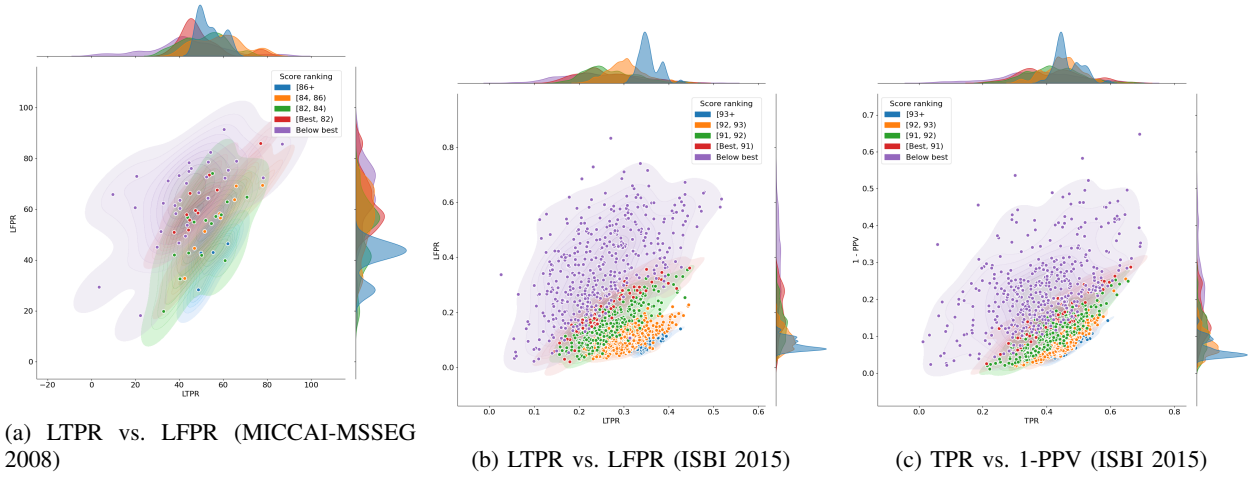 Score ranking
[86+
[84, 86)
[82, 84)
[Best, 82)
Below best
100
80
60
40
20
0
LFPR
−20 0 20 40 60 80 100
LTPR
(a) LTPR vs. LFPR (MICCAI-MSSEG
2008)
Score ranking
[93+
[92, 93)
[91, 92)
[Best, 91)
Below best
0.8
0.6
0.4
0.2
0.0
LFPR
0.0 0.1 0.2 0.3 0.4 0.5 0.6
LTPR
(b) LTPR vs. LFPR (ISBI 2015)
Score ranking
[93+
[92, 93)
[91, 92)
[Best, 91)
Below best
0.7
0.6
0.5
0.4
0.3
0.2
0.1
0.0
1 - PPV
0.0 0.2 0.4 0.6 0.8
TPR
(c) TPR vs. 1-PPV (ISBI 2015)